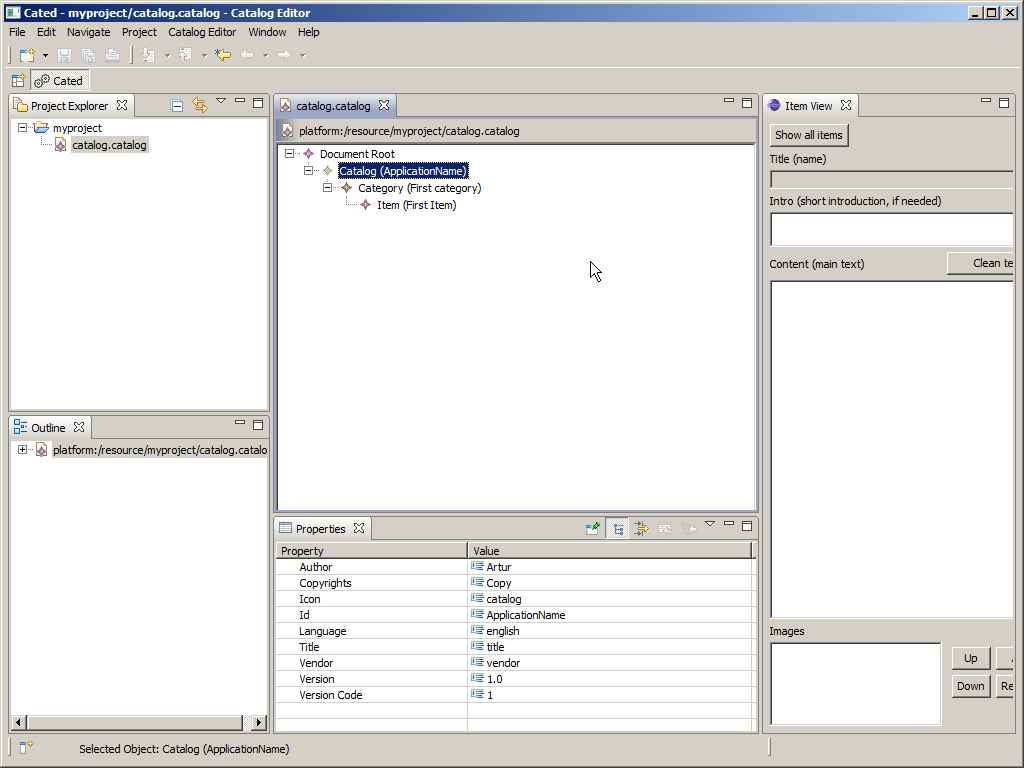 Cated - myproject/catalog.catalog - Catalog Editor
File Edit Navigate Project Catalog Editor Window Help
Cated
Project Explorer
myproject
catalog.catalog
Outline
platform:/resource/myproject/catalog.catalo
catalog.catalog
platform:/resource/myproject/catalog.catalog
Document Root
Catalog (ApplicationName)
Category (First category)
Item (First Item)
Properties
Property Value
Author Artur
Copyrights Copy
Icon catalog
Id ApplicationName
Language english
Title title
Vendor vendor
Version 1.0
Version Code 1
Item View
Show all items
Title (name)
Intro (short introduction, if needed)
Content (main text) Clean te
Images
Up
Down Re
Selected Object: Catalog (ApplicationName)